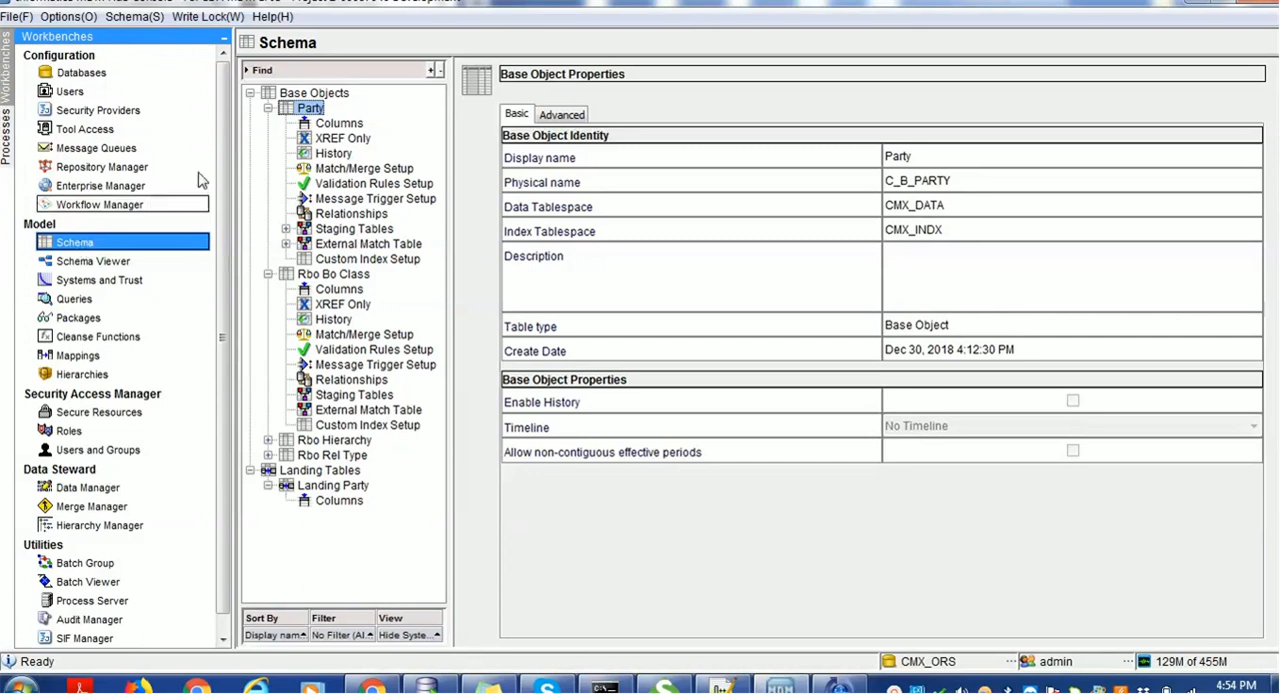 File(F) Options(O) Schema(S) Write Lock(W) Help(H)
Processes Workbenches
Workbenches
Configuration
Databases
Users
Security Providers
Tool Access
Message Queues
Repository Manager
Enterprise Manager
Workflow Manager
Model
Schema
Schema Viewer
Systems and Trust
Queries
Packages
Cleanse Functions
Mappings
Hierarchies
Security Access Manager
Secure Resources
Roles
Users and Groups
Data Steward
Data Manager
Merge Manager
Hierarchy Manager
Utilities
Batch Group
Batch Viewer
Process Server
Audit Manager
SIF Manager
Schema
Find
Base Objects
Party
Columns
XREF Only
History
Match/Merge Setup
Validation Rules Setup
Message Trigger Setup
Relationships
Staging Tables
External Match Table
Custom Index Setup
Rbo Bo Class
Columns
XREF Only
History
Match/Merge Setup
Validation Rules Setup
Message Trigger Setup
Relationships
Staging Tables
External Match Table
Custom Index Setup
Rbo Hierarchy
Rbo Rel Type
Landing Tables
Landing Party
Columns
Sort By Filter View
Display nam... No Filter (Al... Hide Syste...
Base Object Properties
Basic Advanced
Base Object Identity
Display name Party
Physical name C_B_PARTY
Data Tablespace CMX_DATA
Index Tablespace CMX_INDX
Description
Table type Base Object
Create Date Dec 30, 2018 4:12:30 PM
Base Object Properties
Enable History
Timeline No Timeline
Allow non-contiguous effective periods
Ready CMX_ORS ... admin ... 129M of 455M
4:54 PM